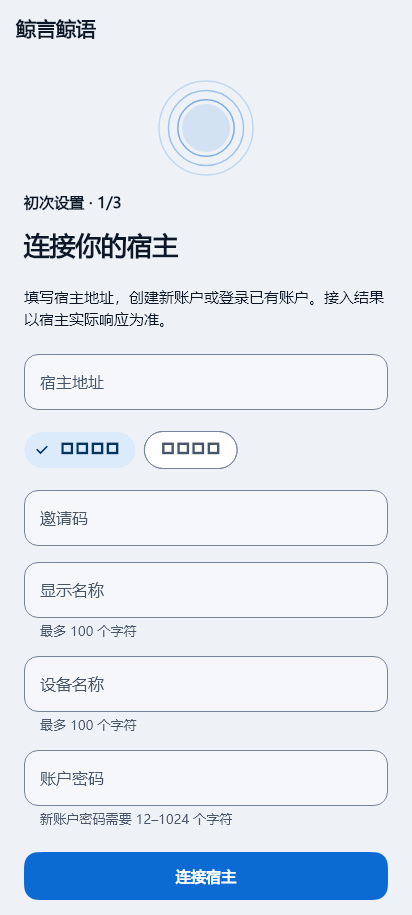 鲸言鲸语
初次设置 · 1/3
连接你的宿主
填写宿主地址，创建新账户或登录已有账户。接入结果
以宿主实际响应为准。
宿主地址
邀请码
显示名称
最多 100 个字符
设备名称
最多 100 个字符
账户密码
新账户密码需要 12–1024 个字符
连接宿主